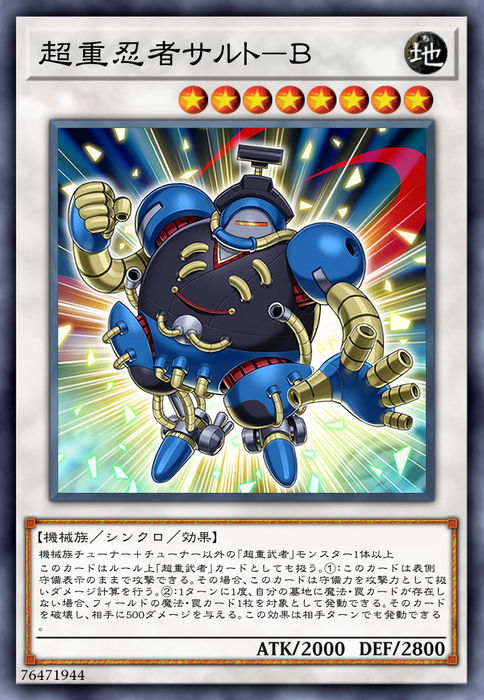 超重忍者サルト－B
ち
地
【機械族／シンクロ／効果】
機械族チューナー＋チューナー以外の「超重武者」モンスター1体以上
このカードはルール上「超重武者」カードとしても扱う。①：このカードは表側
守備表示のままで攻撃できる。その場合、このカードは守備力を攻撃力として扱
いダメージ計算を行う。②：1ターンに1度、自分の墓地に魔法・罠カードが存在し
ない場合、フィールドの魔法・罠カード1枚を対象として発動できる。そのカード
を破壊し、相手に500ダメージを与える。この効果は相手ターンでも発動できる
。
ATK/2000 DEF/2800
76471944